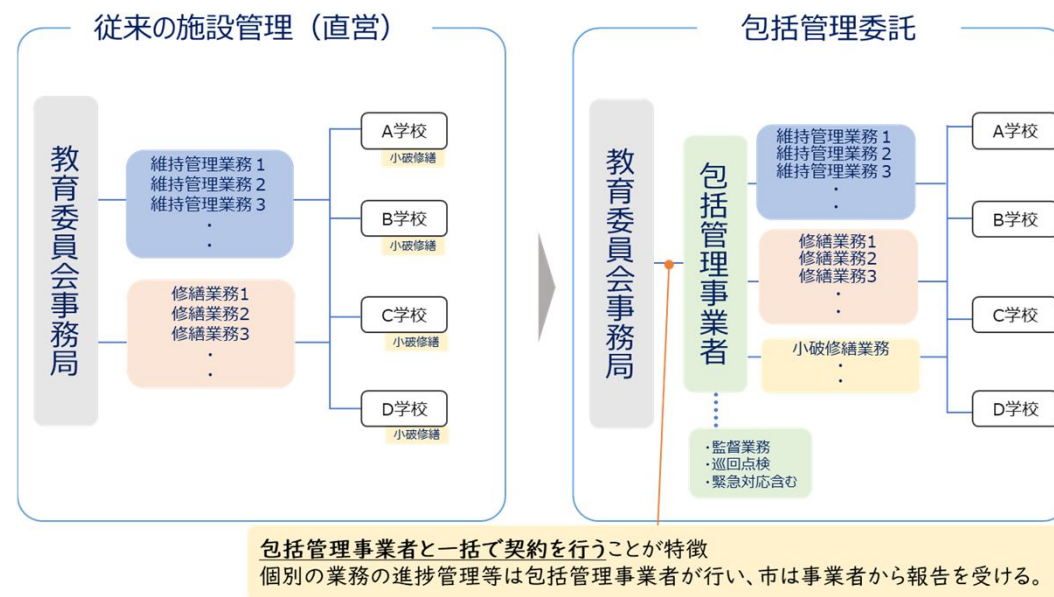 従来の施設管理（直営）
教育委員会事務局
維持管理業務１
維持管理業務２
維持管理業務３
・
・
修繕業務1
修繕業務2
修繕業務3
・
・
A学校
小破修繕
B学校
小破修繕
C学校
小破修繕
D学校
小破修繕
包括管理委託
教育委員会事務局
包括管理事業者
維持管理業務１
維持管理業務２
維持管理業務３
・
・
修繕業務1
修繕業務2
修繕業務3
・
・
小破修繕業務
・
・
A学校
B学校
C学校
D学校
・監督業務
・巡回点検
・緊急対応含む
包括管理事業者と一括で契約を行うことが特徴
個別の業務の進捗管理等は包括管理事業者が行い、市は事業者から報告を受ける。